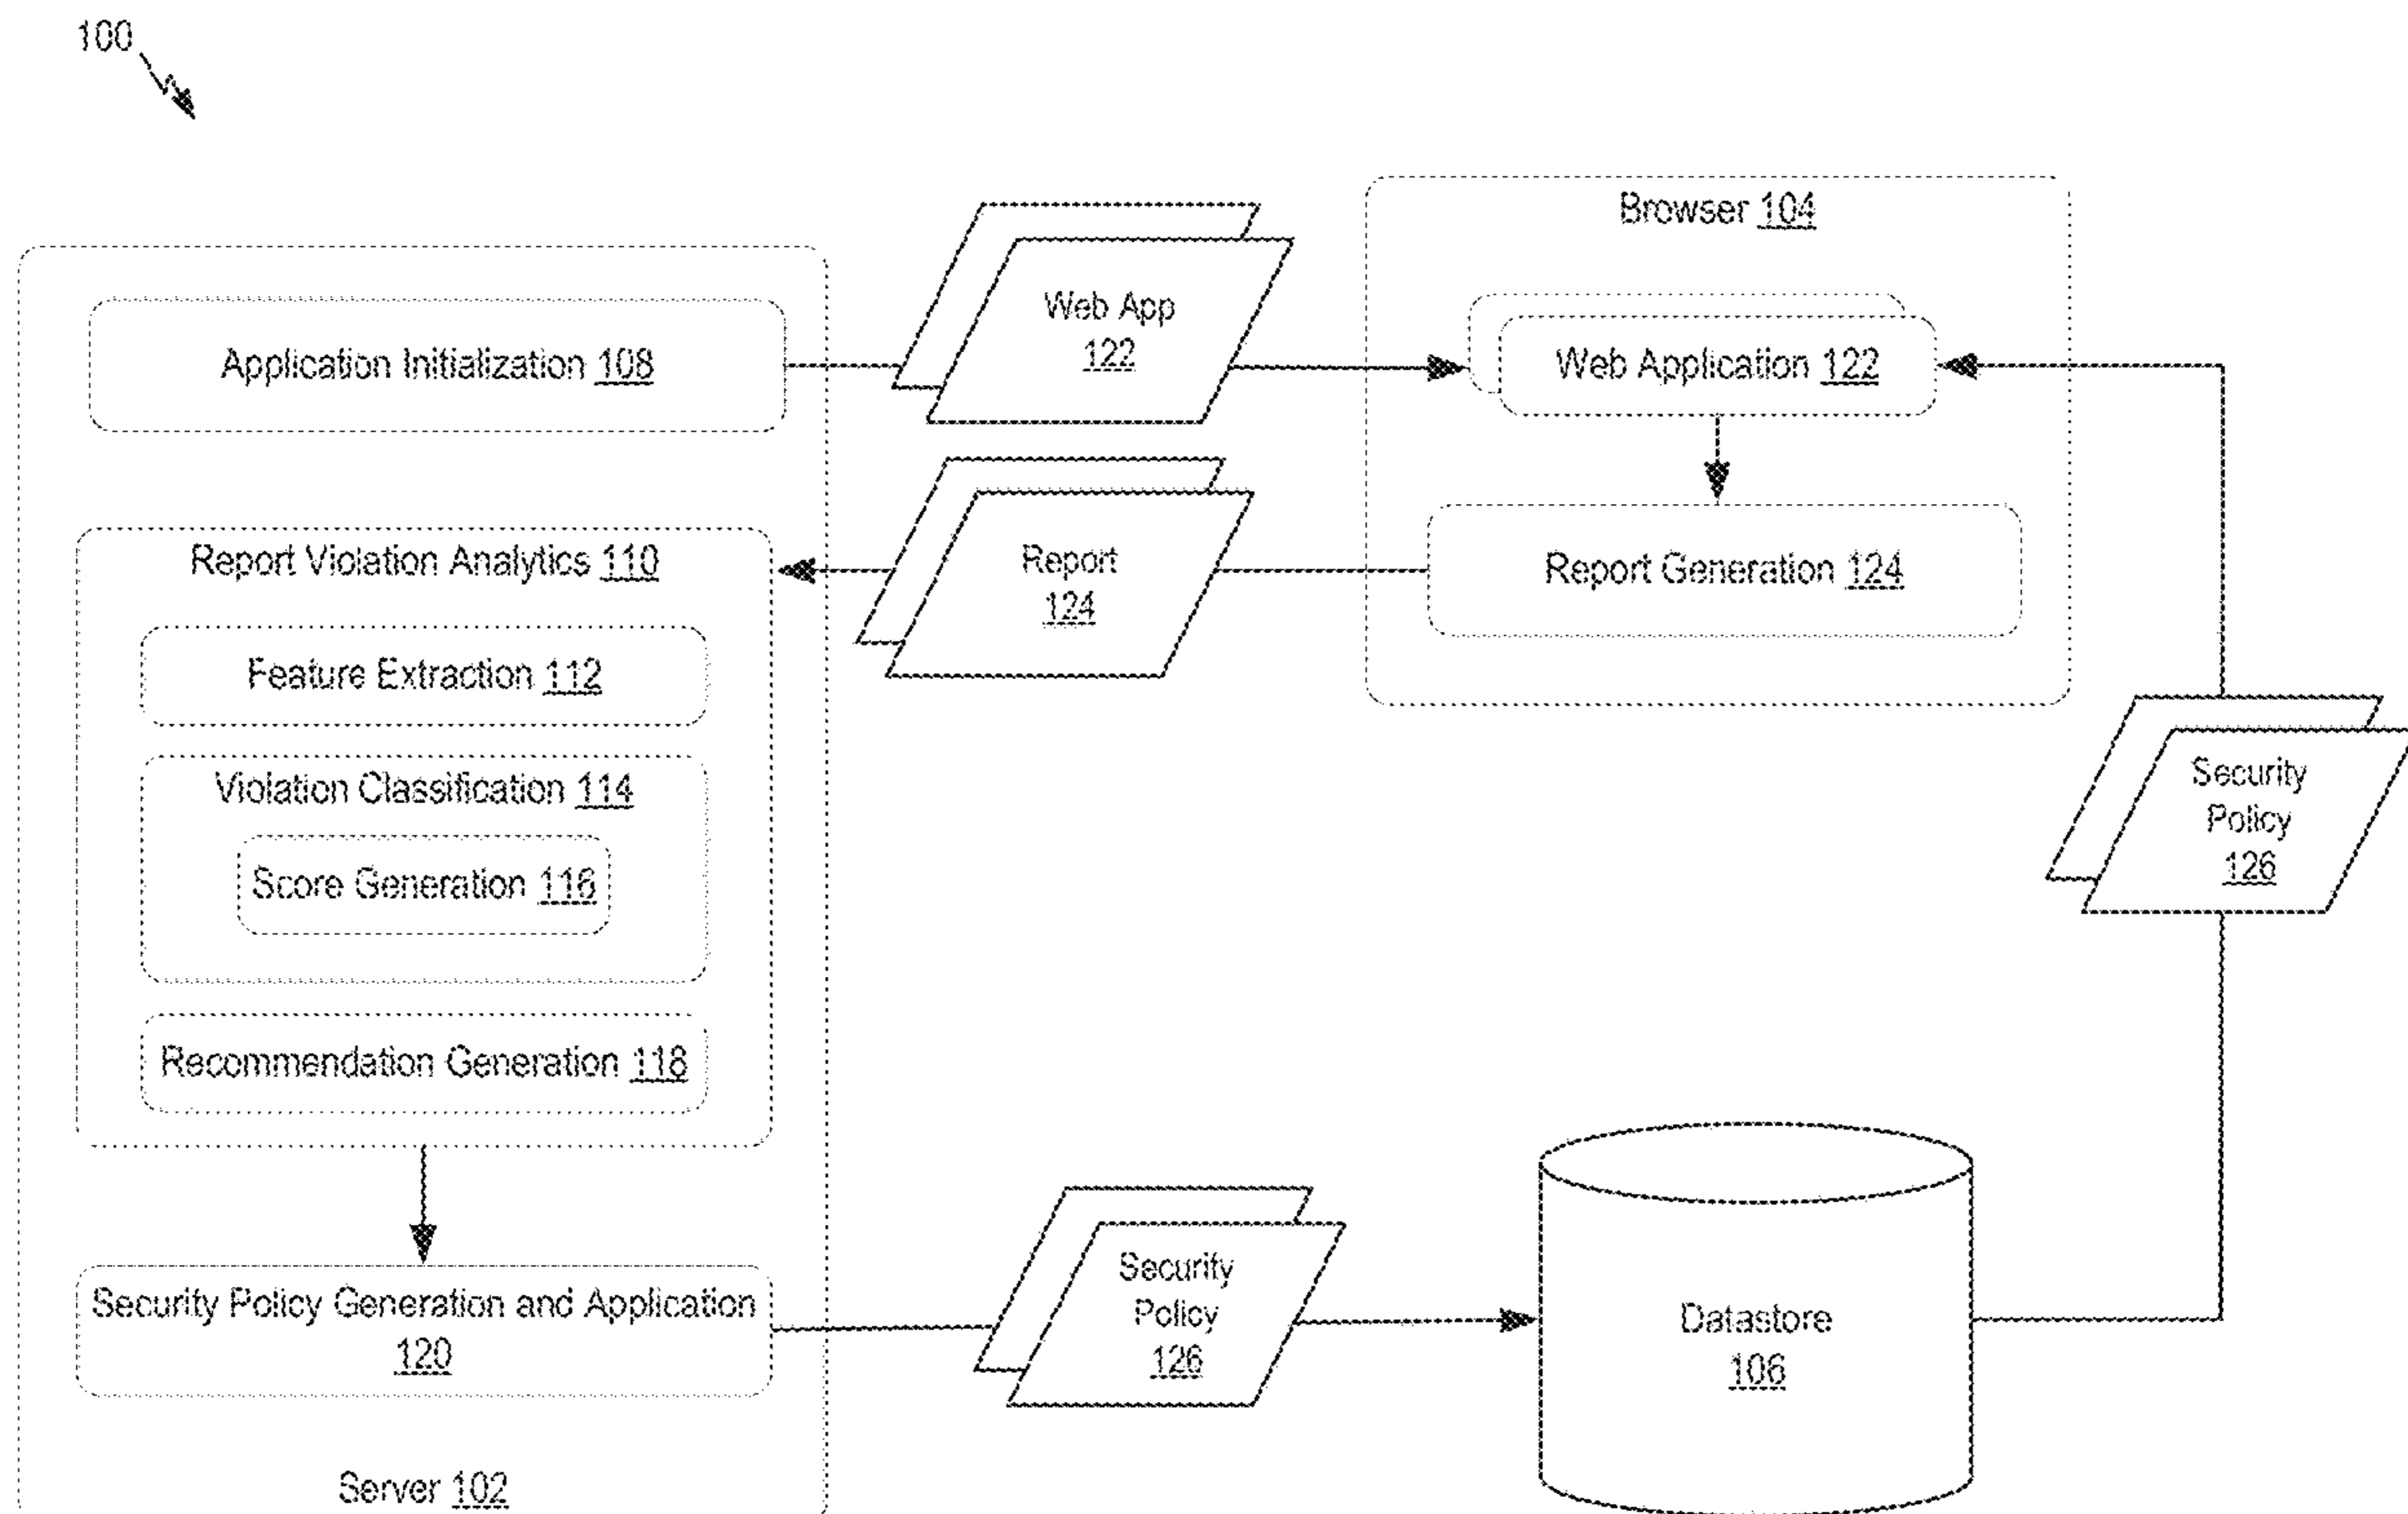 100
Browser 104
Web App
122
Application Initialization 108
Web Application 122
Report Violation Analytics 110
Report
124
Report Generation 124
Feature Extraction 112
Violation Classification 114
Score Generation 116
Security
Policy
126
Recommendation Generation 118
Security Policy Generation and Application
120
Security
Policy
126
Datastore
106
Server 102